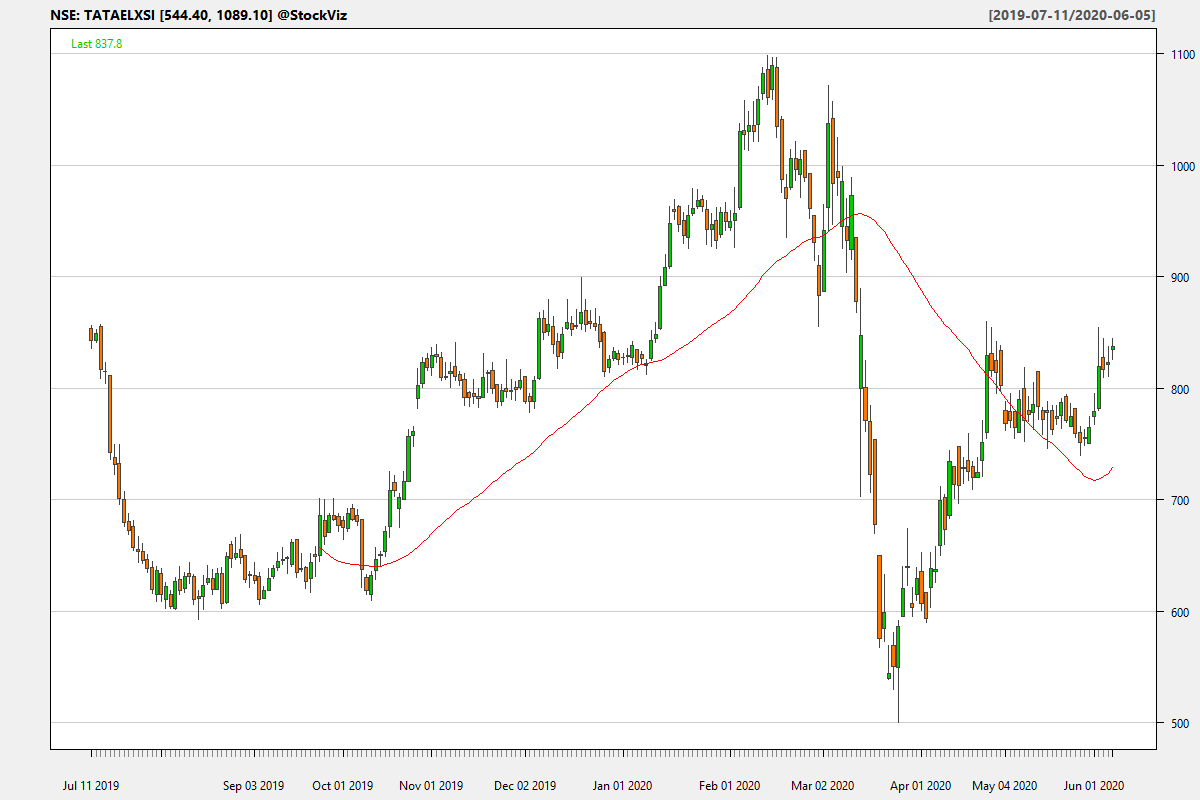 NSE: TATAELXSI [544.40, 1089.10] @StockViz [2019-07-11/2020-06-05]
Last 837.8
1100
1000
900
800
700
600
500
Jul 11 2019 Sep 03 2019 Oct 01 2019 Nov 01 2019 Dec 02 2019 Jan 01 2020 Feb 01 2020 Mar 02 2020 Apr 01 2020 May 04 2020 Jun 01 2020